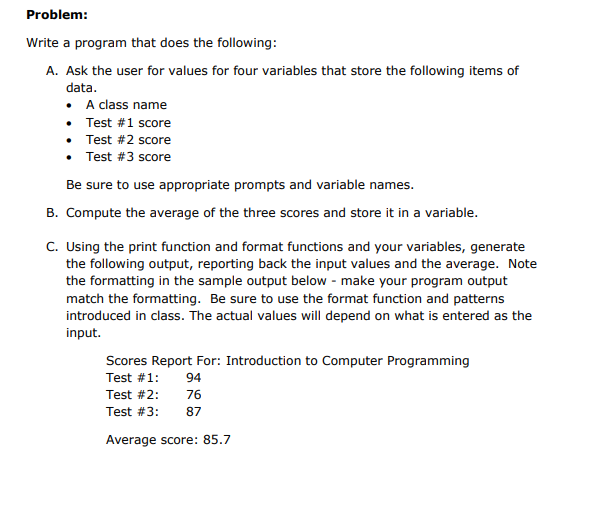 Problem:
Write a program that does the following:
A. Ask the user for values for four variables that store the following items of
data.
• A class name
• Test #1 score
• Test #2 score
• Test #3 score
Be sure to use appropriate prompts and variable names.
B. Compute the average of the three scores and store it in a variable.
C. Using the print function and format functions and your variables, generate
the following output, reporting back the input values and the average. Note
the formatting in the sample output below - make your program output
match the formatting. Be sure to use the format function and patterns
introduced in class. The actual values will depend on what is entered as the
input.
Scores Report For: Introduction to Computer Programming
Test #1: 94
Test #2: 76
Test #3: 87
Average score: 85.7